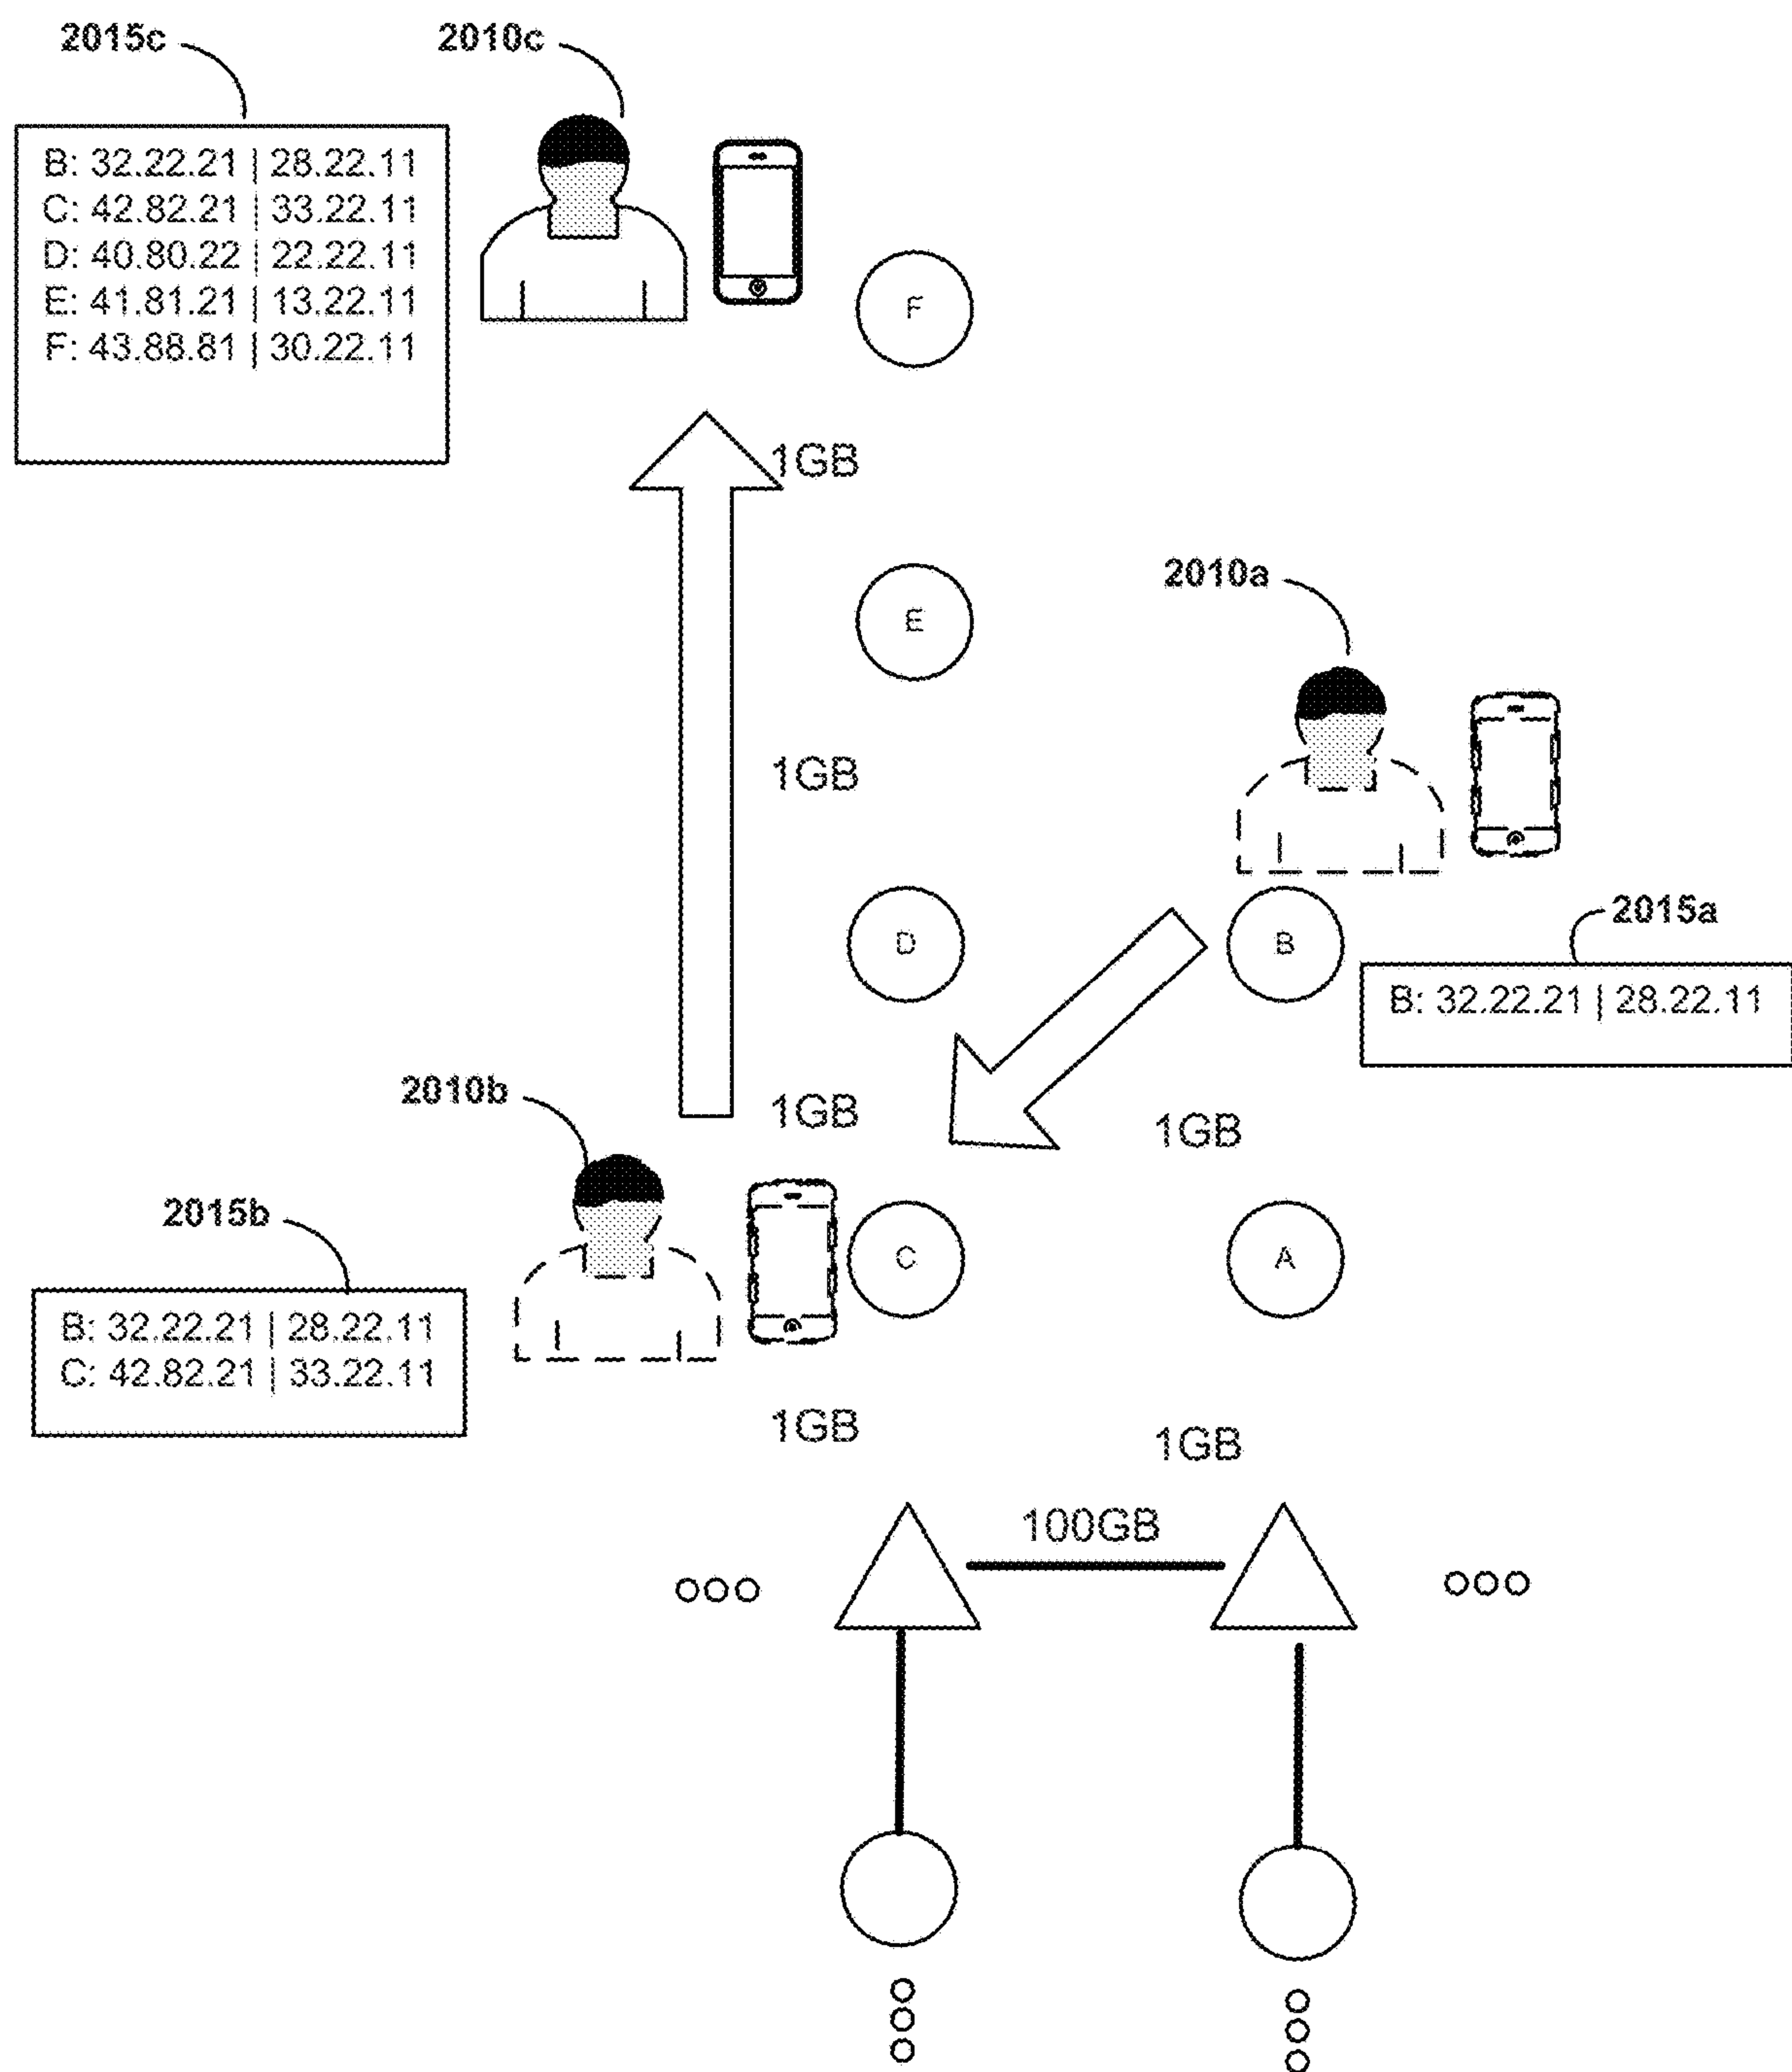 2015c
2010c
B: 32.22.21 | 28.22.11
C: 42.82.21 | 33.22.11
D: 40.80.22 | 22.22.11
E: 41.81.21 | 13.22.11
F: 43.88.81 | 30.22.11
F
1GB
2010a
E
1GB
2015a
D
B
B: 32.22.21 | 28.22.11
2010b
1GB
1GB
2015b
C
A
B: 32.22.21 | 28.22.11
C: 42.82.21 | 33.22.11
1GB
1GB
100GB